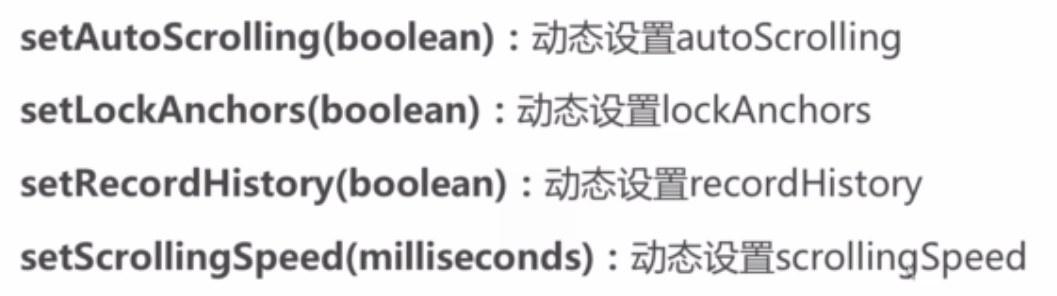 setAutoScrolling(boolean)：动态设置autoScrolling
setLockAnchors(boolean)：动态设置lockAnchors
setRecordHistory(boolean)：动态设置recordHistory
setScrollingSpeed(milliseconds)：动态设置scrollingSpeed